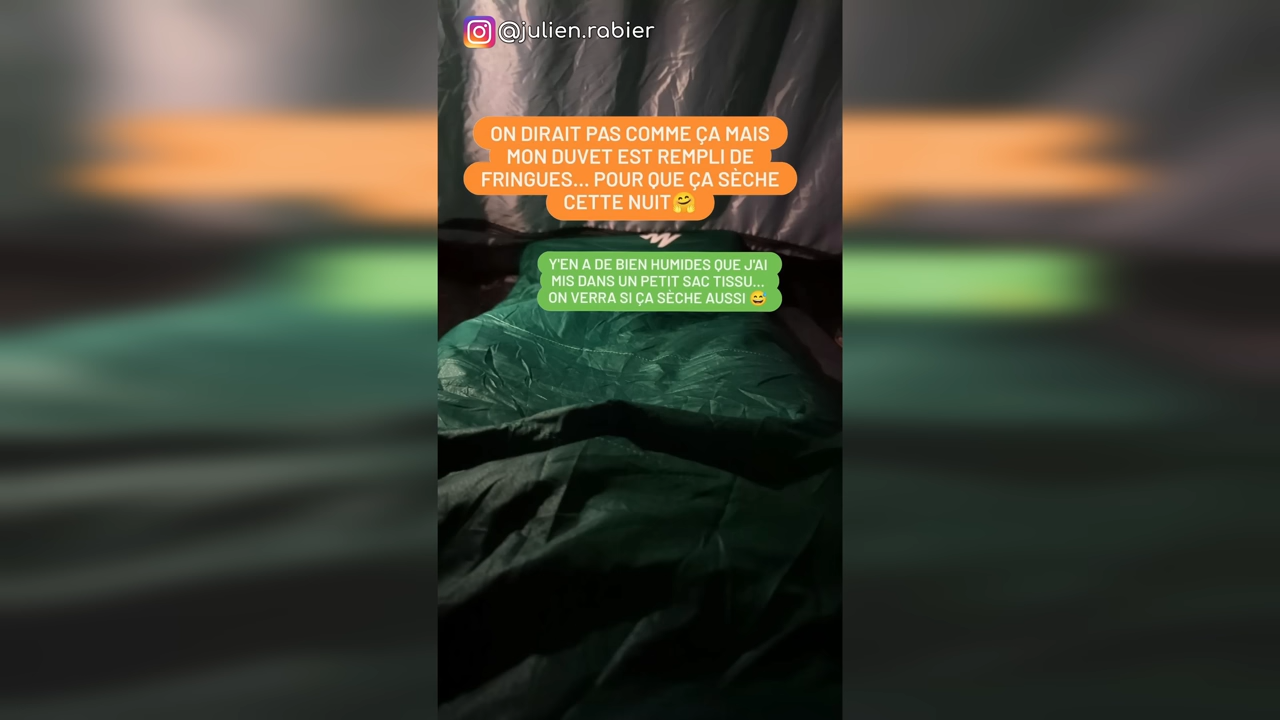 @julien.rabier
ON DIRAIT PAS COMME ÇA MAIS
MON DUVET EST REMPLI DE
FRINGUES... POUR QUE ÇA SÈCHE
CETTE NUIT🤗
Y'EN A DE BIEN HUMIDES QUE J'AI
MIS DANS UN PETIT SAC TISSU...
ON VERRA SI ÇA SÈCHE AUSSI 😅